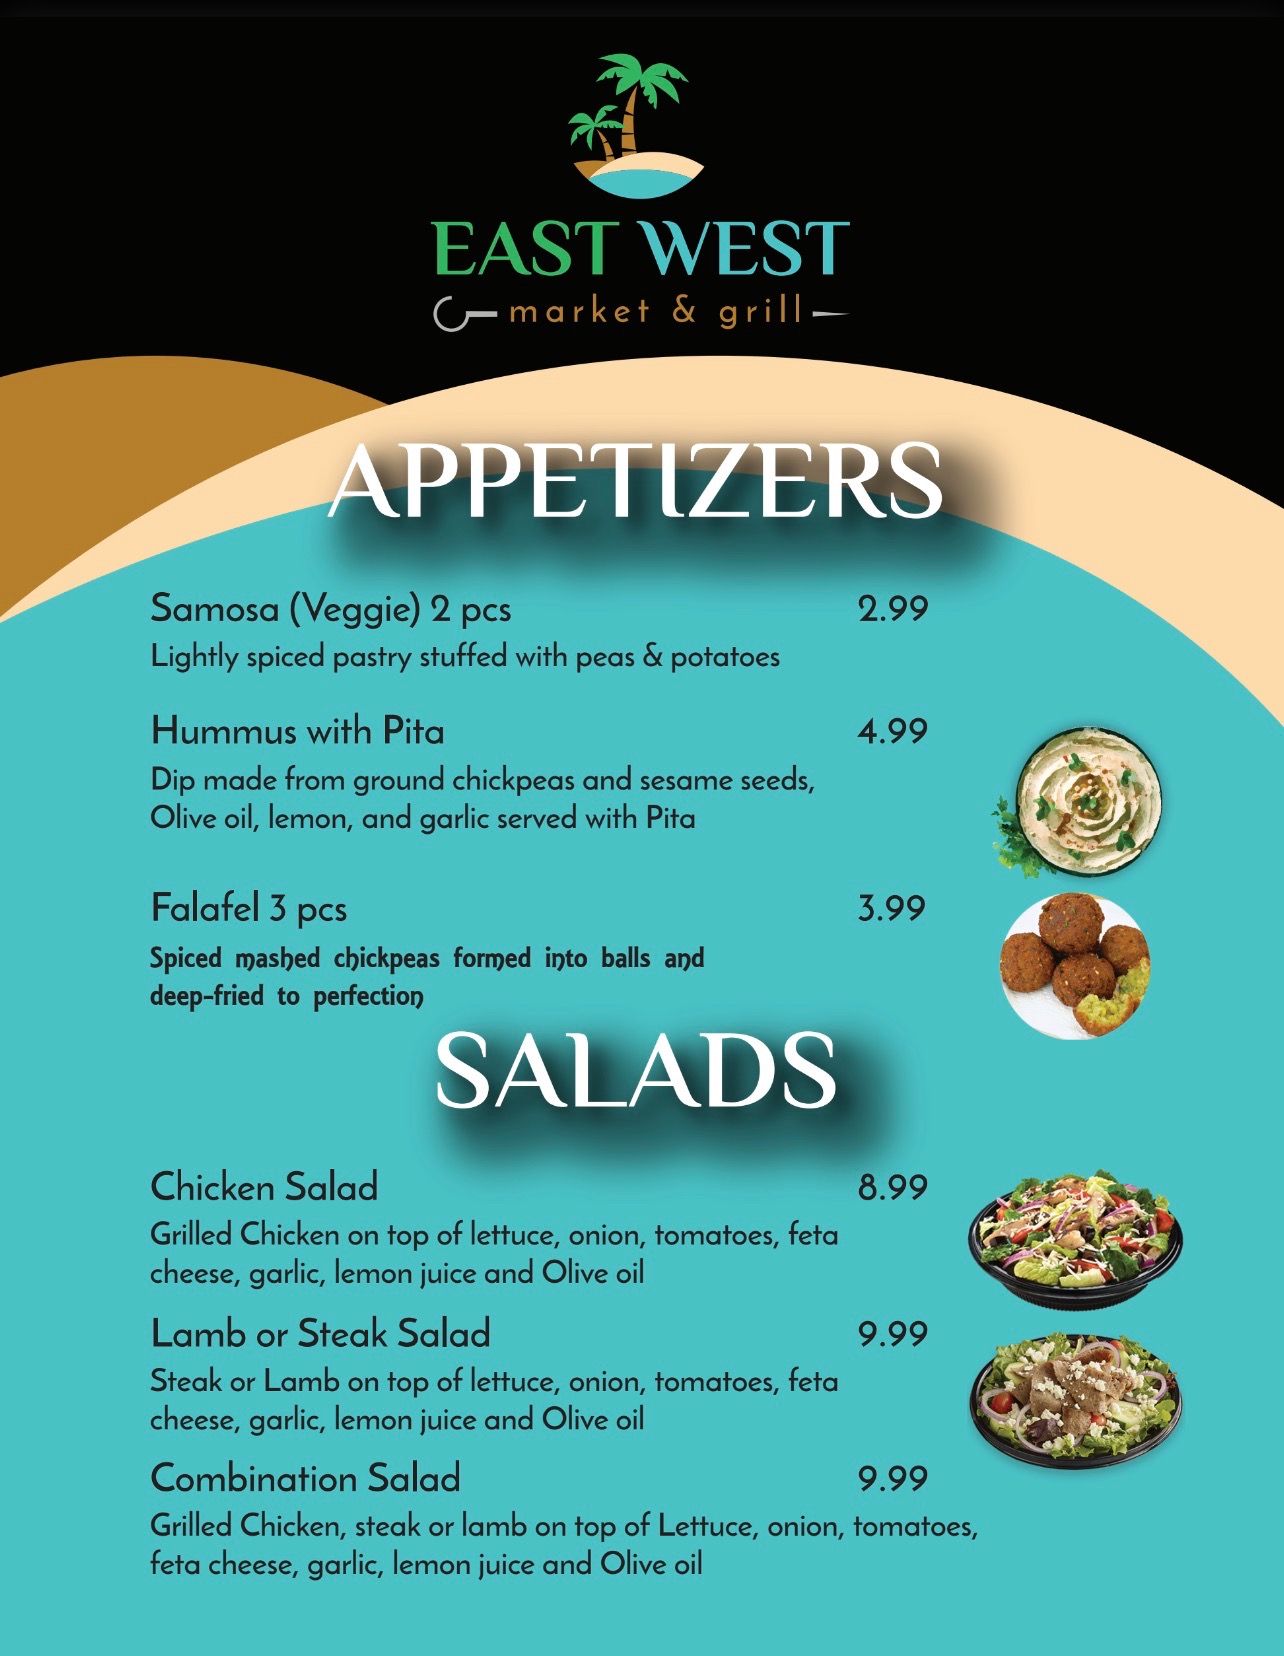 EAST WEST
market & grill
APPETIZERS
Samosa (Veggie) 2 pcs 2.99
Lightly spiced pastry stuffed with peas & potatoes
Hummus with Pita 4.99
Dip made from ground chickpeas and sesame seeds,
Olive oil, lemon, and garlic served with Pita
Falafel 3 pcs 3.99
Spiced mashed chickpeas formed into balls and
deep-fried to perfection
SALADS
Chicken Salad 8.99
Grilled Chicken on top of lettuce, onion, tomatoes, feta
cheese, garlic, lemon juice and Olive oil
Lamb or Steak Salad 9.99
Steak or Lamb on top of lettuce, onion, tomatoes, feta
cheese, garlic, lemon juice and Olive oil
Combination Salad 9.99
Grilled Chicken, steak or lamb on top of Lettuce, onion, tomatoes,
feta cheese, garlic, lemon juice and Olive oil